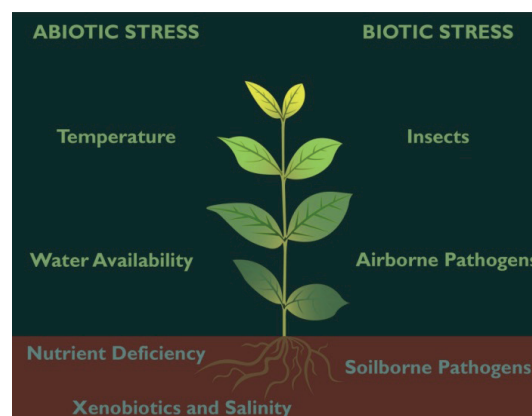 ABIOTIC STRESS
BIOTIC STRESS
Temperature
Insects
Water Availability
Airborne Pathogens
Nutrient Deficiency
Soilborne Pathogens
Xenobiotics and Salinity